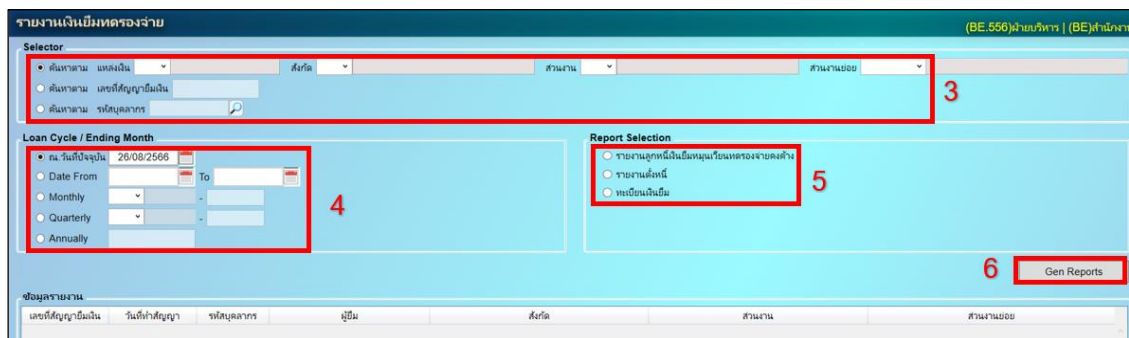 รายงานเงินยืมทดรองจ่าย
(BE.556)ฝ่ายบริหาร | (BE)สำนักงาน
Selector
ค้นหาตาม แหล่งเงิน สังกัด ส่วนงาน ส่วนงานย่อย
ค้นหาตาม เลขที่สัญญายืมเงิน
3
ค้นหาตาม รหัสบุคลากร
Loan Cycle / Ending Month Report Selection
ณ.วันที่ปัจจุบัน 26/08/2566 รายงานลูกหนี้เงินยืมหมุนเวียนทดรองจ่ายคงค้าง
Date From To รายงานตั้งหนี้
5
Monthly - ทะเบียนเงินยืม
4
Quarterly -
Annually
6 Gen Reports
ข้อมูลรายงาน
เลขที่สัญญายืมเงิน วันที่ทำสัญญา รหัสบุคลากร ผู้ยืม สังกัด ส่วนงาน ส่วนงานย่อย